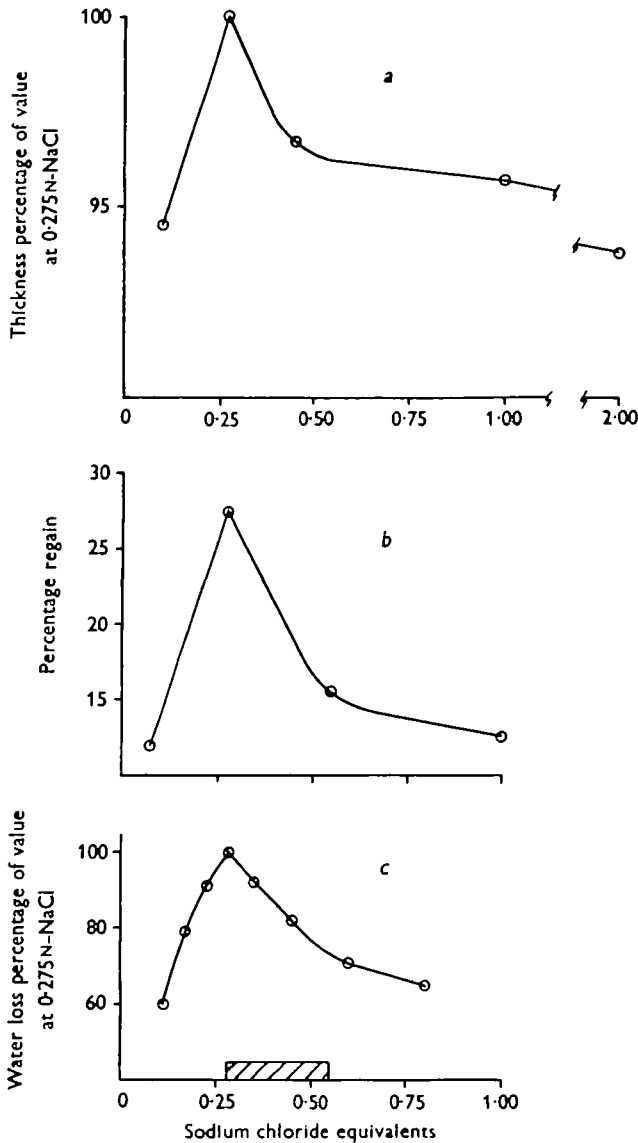 100
a
95
Thickness percentage of value
at 0·275N-NaCl
0
0·25
0·50
0·75
1·00
2·00
30
b
25
20
15
Percentage regain
100
c
80
60
Water loss percentage of value
at 0·275N-NaCl
0
0·25
0·50
0·75
1·00
Sodium chloride equivalents